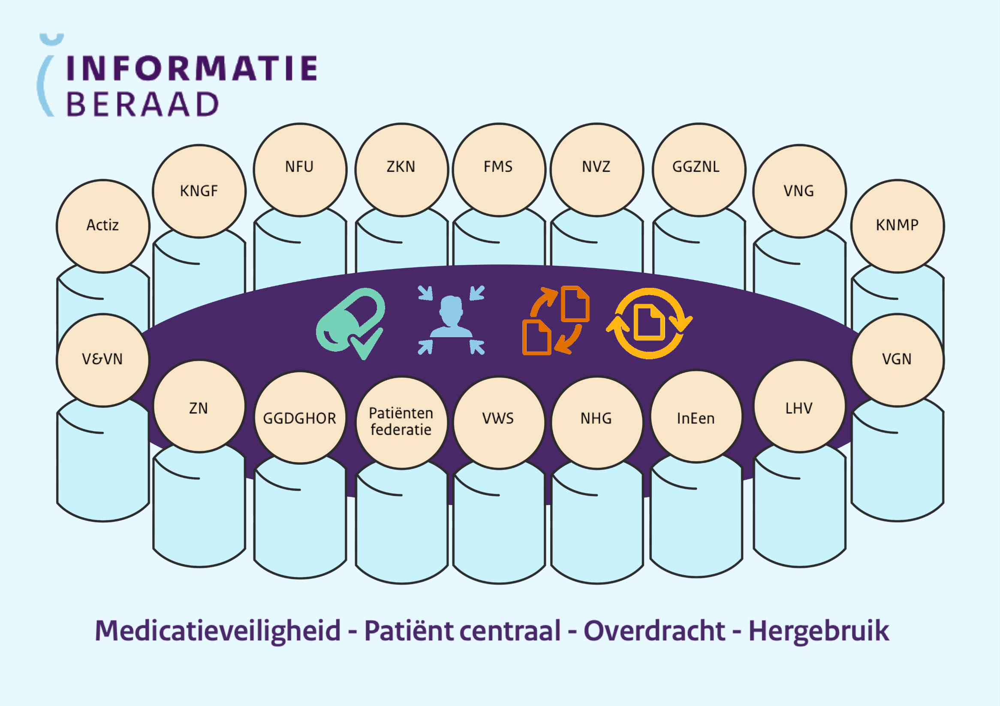 INFORMATIE
BERAAD
NFU
ZKN
FMS
NVZ
GGZNL
KNGF
VNG
Actiz
KNMP
V&VN
VGN
ZN
GGDGHOR
Patiënten
federatie
VWS
NHG
InEen
LHV
Medicatieveiligheid - Patiënt centraal - Overdracht - Hergebruik